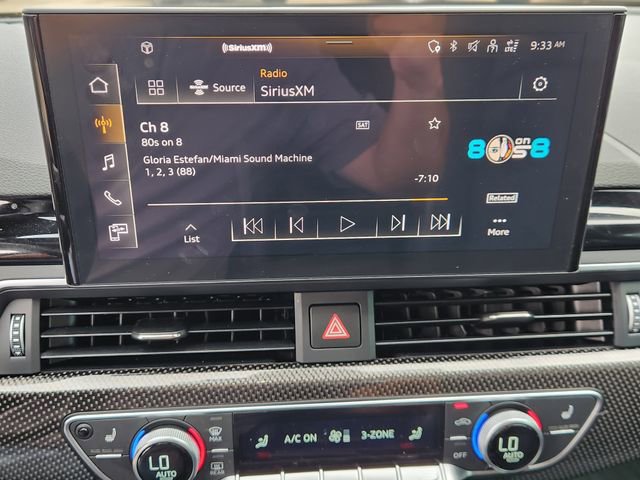 ((SiriusXM))
9:33 AM
Radio
Source
SiriusXM
Ch 8
SAT
80s on 8
80s on 8
Gloria Estefan/Miami Sound Machine
1, 2, 3 (88)
-7:10
Related
List
More
MAX
A/C ON
3-ZONE
LO
AUTO
REAR
OFF
LO
AUTO